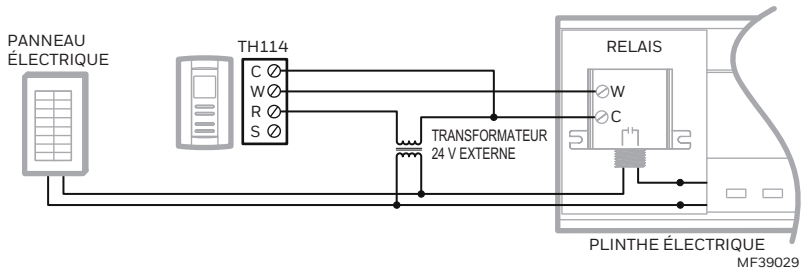 PANNEAU
ÉLECTRIQUE
TH114
C
W
R
S
TRANSFORMATEUR
24 V EXTERNE
RELAIS
W
C
PLINTHE ÉLECTRIQUE
MF39029